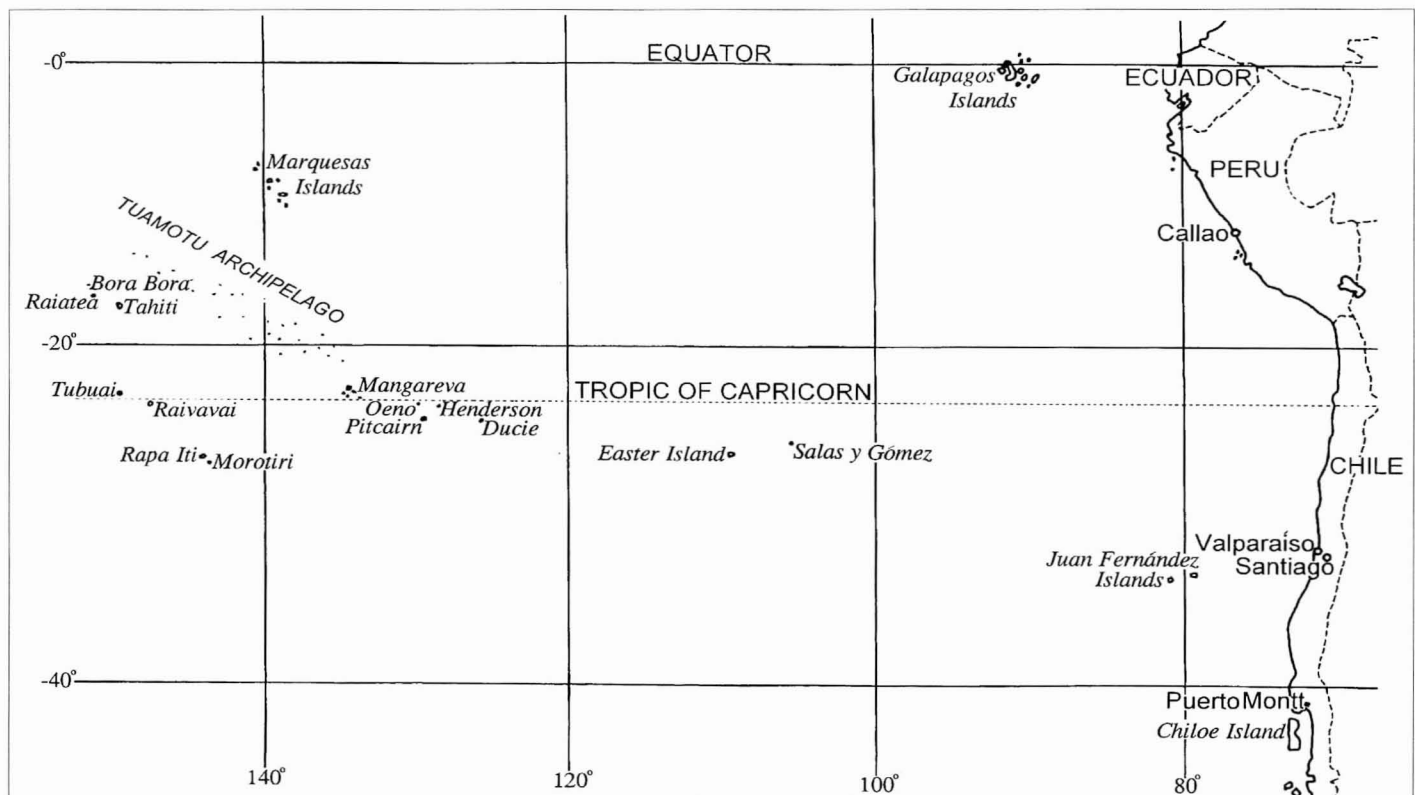 -0°
EQUATOR
Galapagos
Islands
ECUADOR
Marquesas
Islands
PERU
TUAMOTU ARCHIPELAGO
Callao
Bora Bora
Raiatea
Tahiti
-20°
Tubuai
Mangareva
TROPIC OF CAPRICORN
Raivavai
Oeno
Henderson
Pitcairn
Ducie
Rapa Iti
Morotiri
Easter Island
Salas y Gómez
CHILE
Valparaíso
Juan Fernández
Islands
Santiago
-40°
Puerto Montt
Chiloe Island
140°
120°
100°
80°